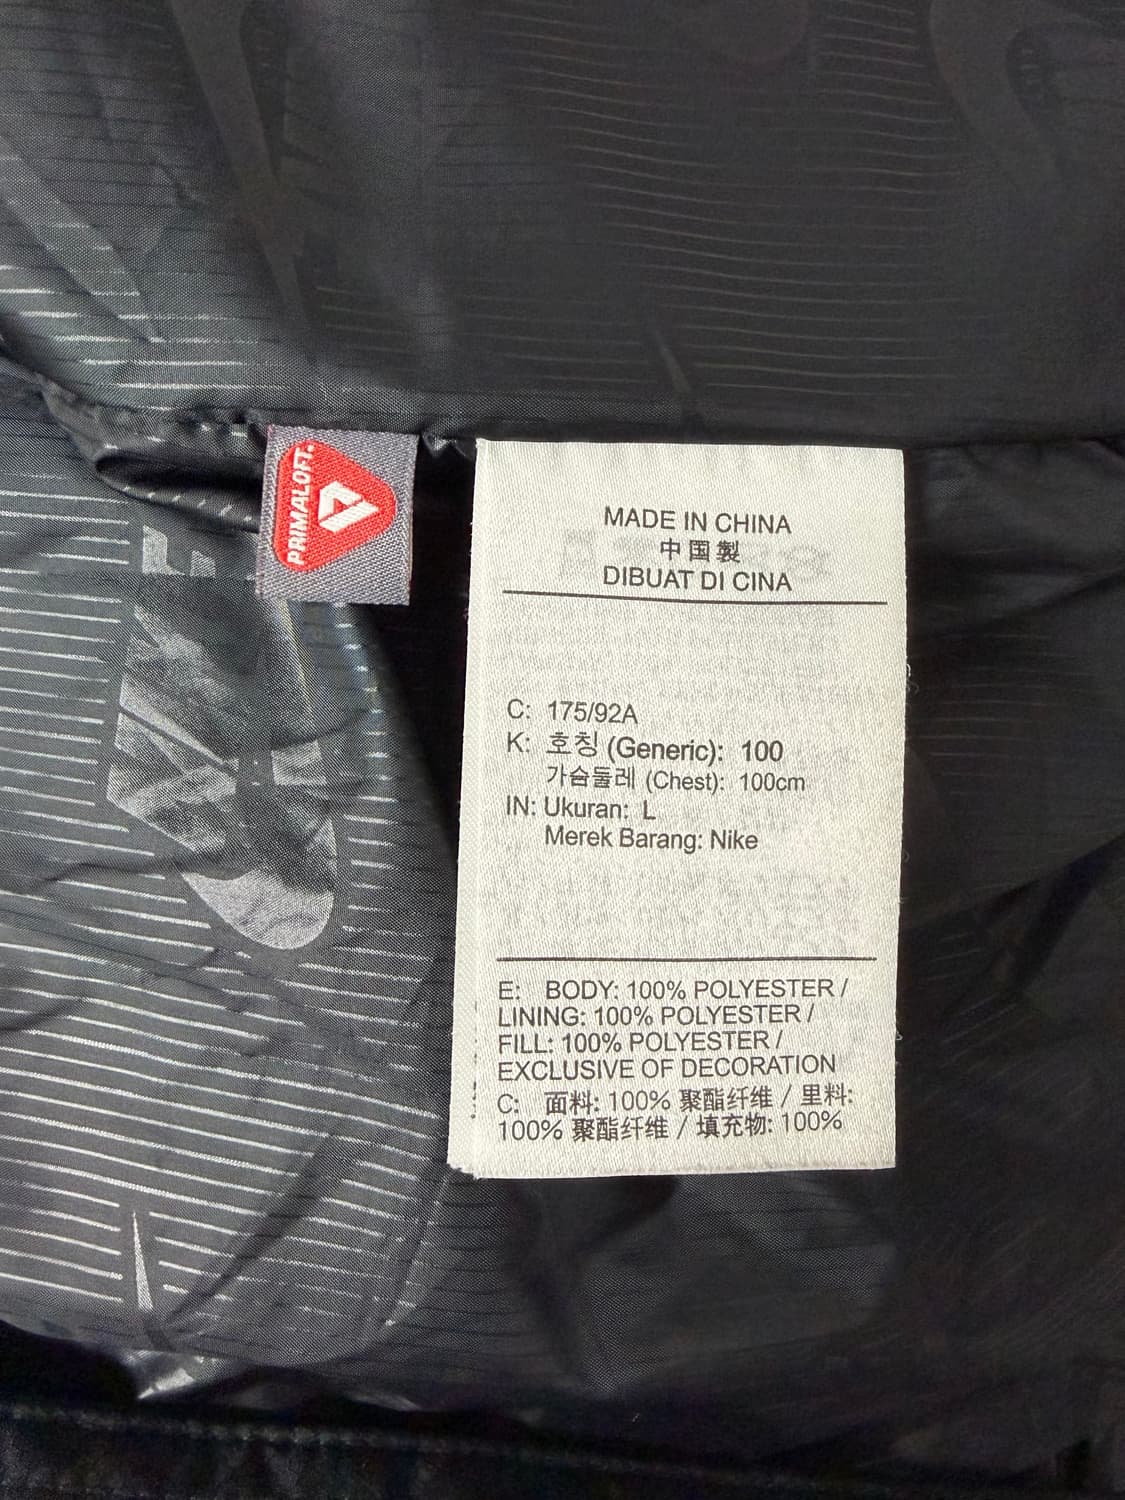 PRIMALOFT®
MADE IN CHINA
中国製
DIBUAT DI CINA
C: 175/92A
K: 호칭 (Generic): 100
가슴둘레 (Chest): 100cm
IN: Ukuran: L
Merek Barang: Nike
E: BODY: 100% POLYESTER /
LINING: 100% POLYESTER /
FILL: 100% POLYESTER /
EXCLUSIVE OF DECORATION
C: 面料: 100% 聚酯纤维 / 里料:
100% 聚酯纤维 / 填充物: 100%